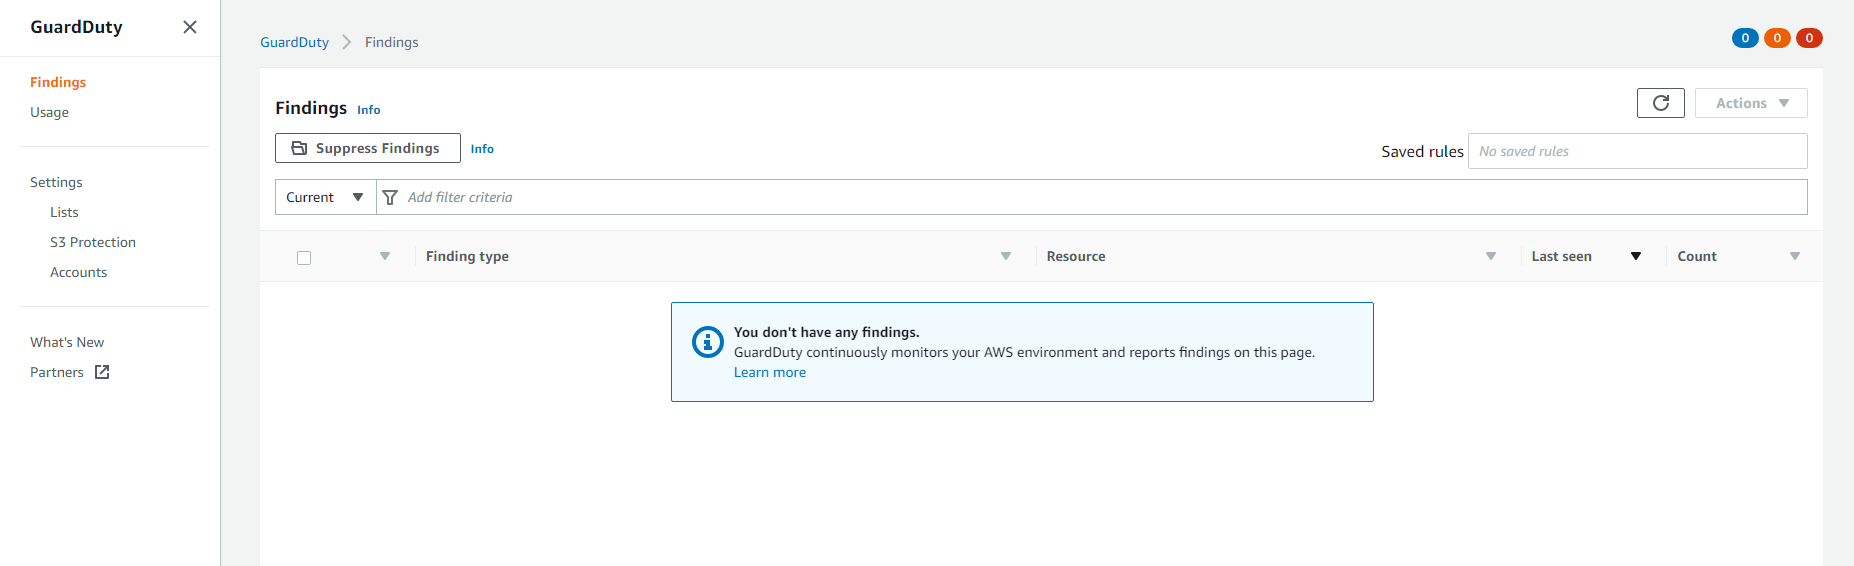 GuardDuty
Findings
Usage
Settings
Lists
S3 Protection
Accounts
What's New
Partners
GuardDuty Findings
0 0 0
Findings Info
Actions
Suppress Findings Info
Saved rules No saved rules
Current Add filter criteria
Finding type Resource Last seen Count
You don't have any findings.
GuardDuty continuously monitors your AWS environment and reports findings on this page.
Learn more